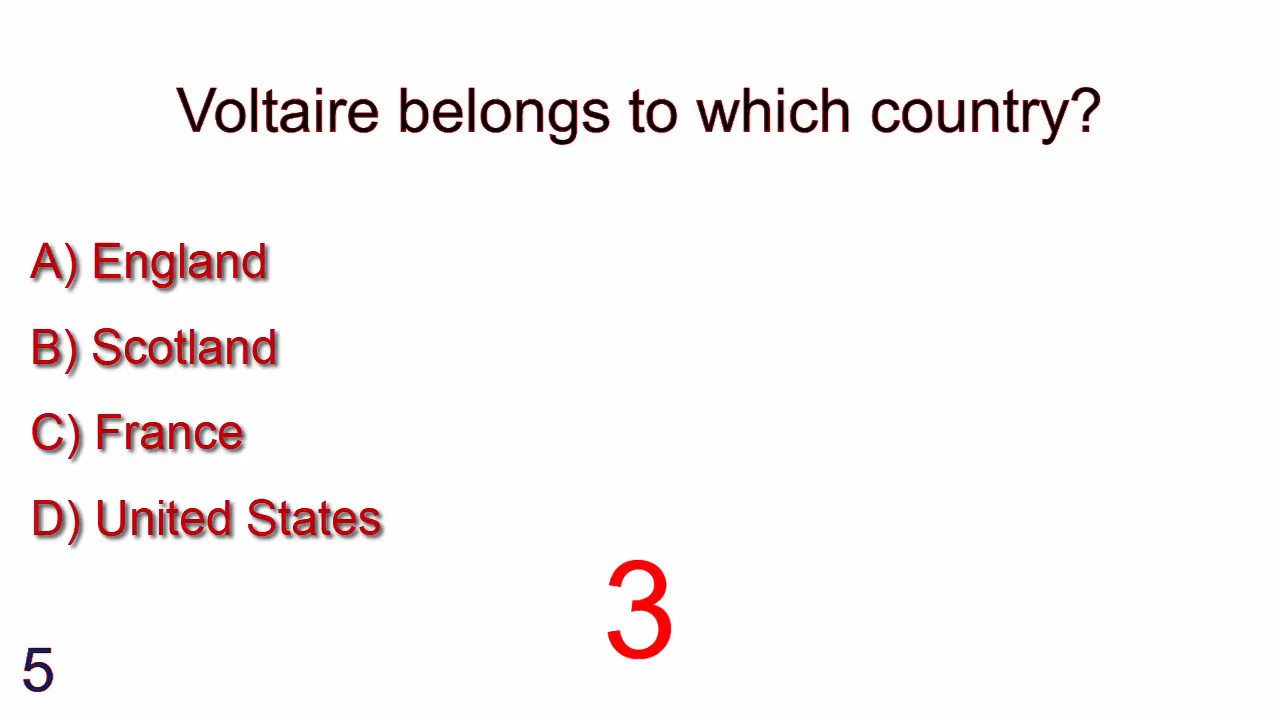 Voltaire belongs to which country?
A) England
B) Scotland
C) France
D) United States
3
5